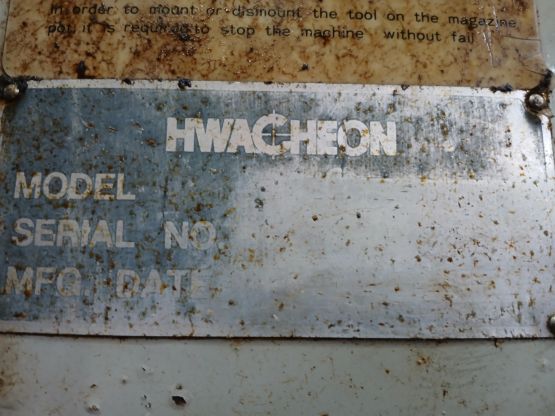 In order to mount or dismount the tool on the magazine
pot, it is required to stop the machine without fail
HWACHEON
MODEL
SERIAL NO.
MFG. DATE